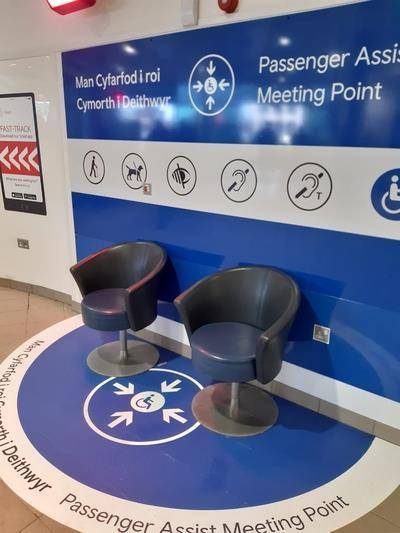 Man Cyfarfod i roi
Cymorth i Deithwyr
Passenger Assis
Meeting Point
FAST-TRACK
T
Man Cyfarfod i roi Cymorth i Deithwyr
Passenger Assist Meeting Point